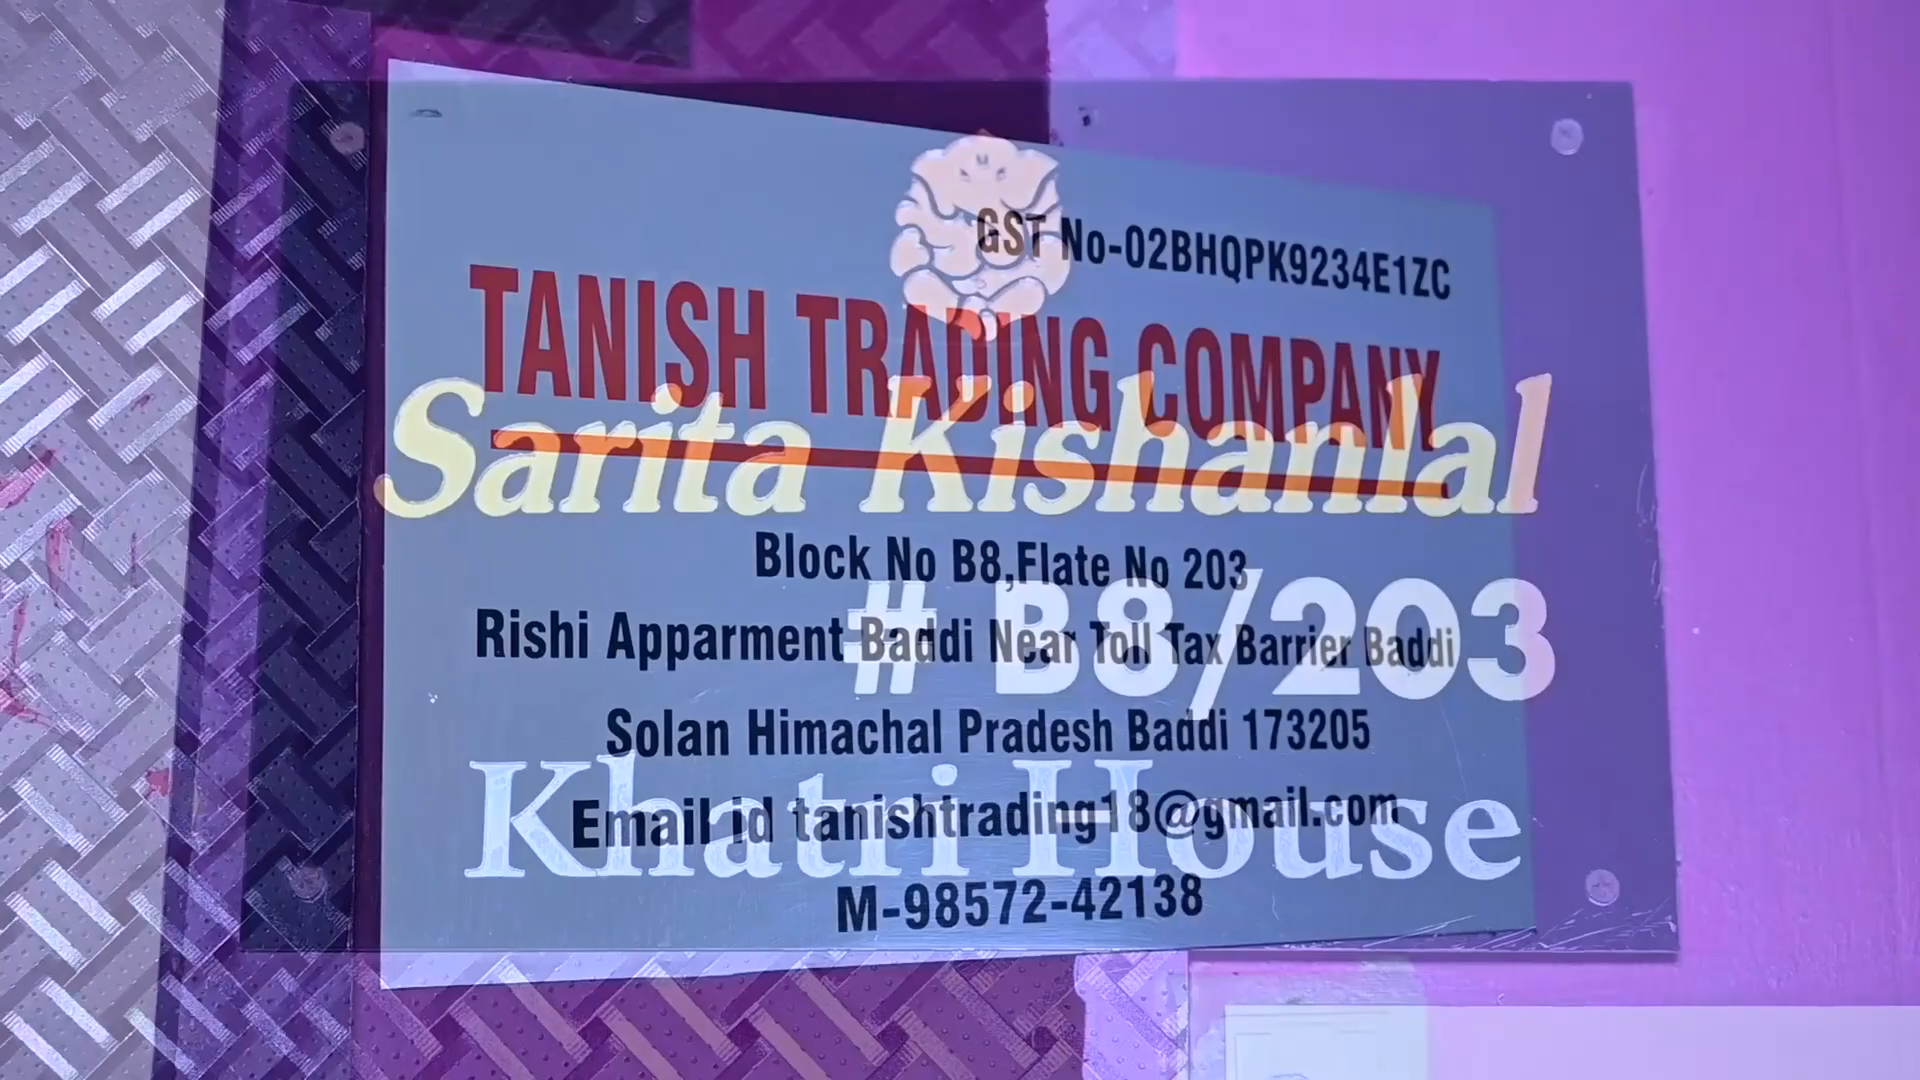 GST No-02BHQPK9234E1ZC
TANISH TRADING COMPANY
Sarita Kishanlal
Block No B8,Flate No 203
# B8/203
Rishi Apparment Baddi Near Toll Tax Barrier Baddi
Solan Himachal Pradesh Baddi 173205
Khatri House
Email id tanishtrading18@gmail.com
M-98572-42138